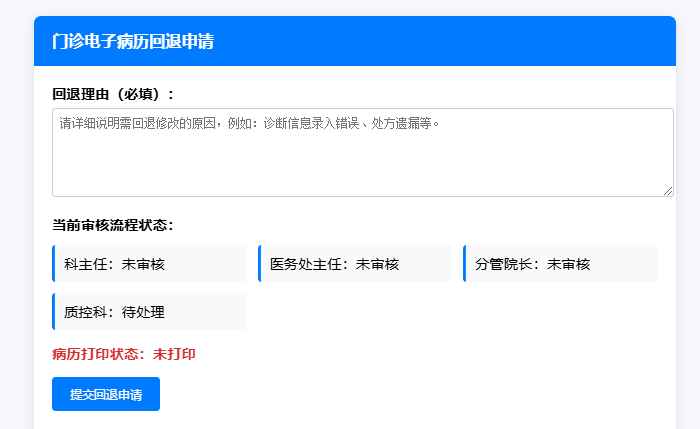 门诊电子病历回退申请
回退理由（必填）：
请详细说明需回退修改的原因，例如：诊断信息录入错误、处方遗漏等。
当前审核流程状态：
科主任：未审核
医务处主任：未审核
分管院长：未审核
质控科：待处理
病历打印状态：未打印
提交回退申请